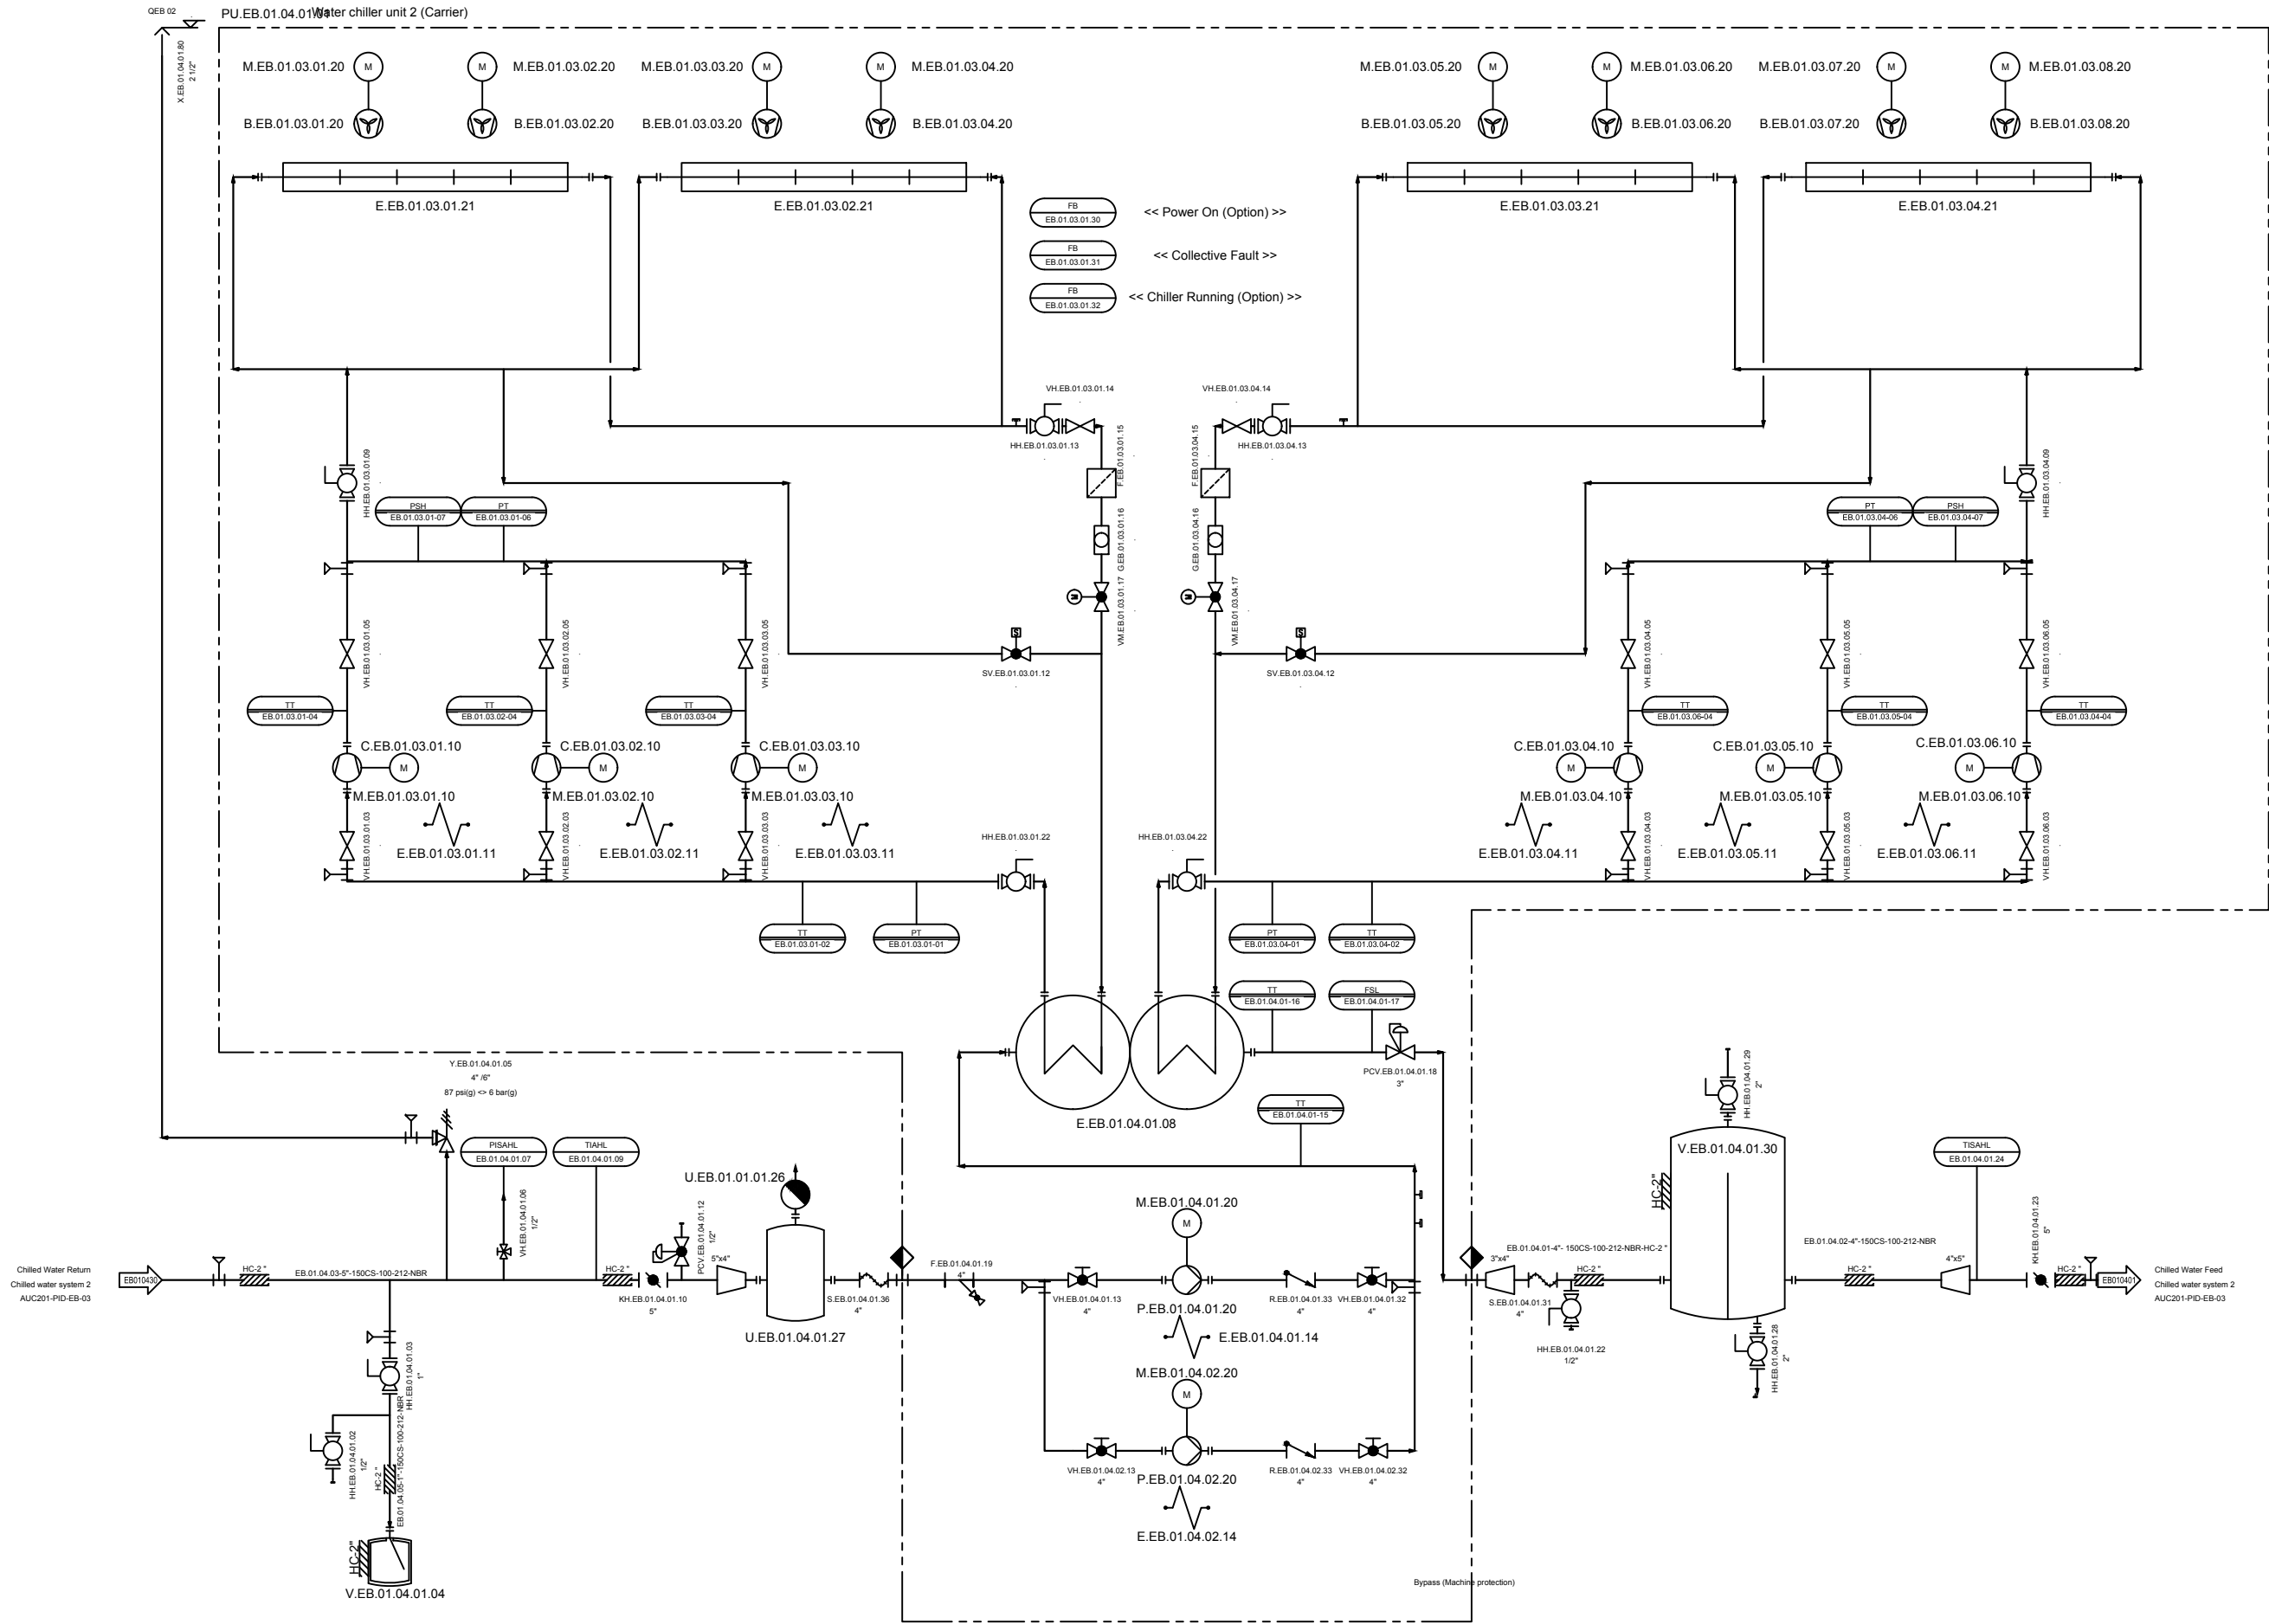 QEB 02
PU.EB.01.04.01.01
Water chiller unit 2 (Carrier)
X.EB.01.04.01.80
2 1/2"
M.EB.01.03.01.20
M
M
M.EB.01.03.02.20
M.EB.01.03.03.20
M
M
M.EB.01.03.04.20
M.EB.01.03.05.20
M
M
M.EB.01.03.06.20
M.EB.01.03.07.20
M
M
M.EB.01.03.08.20
B.EB.01.03.01.20
B.EB.01.03.02.20
B.EB.01.03.03.20
B.EB.01.03.04.20
B.EB.01.03.05.20
B.EB.01.03.06.20
B.EB.01.03.07.20
B.EB.01.03.08.20
E.EB.01.03.01.21
E.EB.01.03.02.21
E.EB.01.03.03.21
E.EB.01.03.04.21
FB
EB.01.03.01.30
<< Power On (Option) >>
FB
EB.01.03.01.31
<< Collective Fault >>
FB
EB.01.03.01.32
<< Chiller Running (Option) >>
VH.EB.01.03.01.14
VH.EB.01.03.04.14
HH.EB.01.03.01.13
HH.EB.01.03.04.13
F.EB.01.03.01.15
F.EB.01.03.04.15
HH.EB.01.03.01.09
HH.EB.01.03.04.09
PSH
EB.01.03.01-07
PT
EB.01.03.01-06
PT
EB.01.03.04-06
PSH
EB.01.03.04-07
G.EB.01.03.01.16
G.EB.01.03.04.16
M
VM.EB.01.03.01.17
M
VM.EB.01.03.04.17
VH.EB.01.03.01.05
VH.EB.01.03.02.05
VH.EB.01.03.03.05
S
SV.EB.01.03.01.12
S
SV.EB.01.03.04.12
VH.EB.01.03.04.05
VH.EB.01.03.05.05
VH.EB.01.03.06.05
TT
EB.01.03.01-04
TT
EB.01.03.02-04
TT
EB.01.03.03-04
TT
EB.01.03.06-04
TT
EB.01.03.05-04
TT
EB.01.03.04-04
C.EB.01.03.01.10
M
C.EB.01.03.02.10
M
C.EB.01.03.03.10
M
C.EB.01.03.04.10
M
C.EB.01.03.05.10
M
C.EB.01.03.06.10
M
M.EB.01.03.01.10
M.EB.01.03.02.10
M.EB.01.03.03.10
M.EB.01.03.04.10
M.EB.01.03.05.10
M.EB.01.03.06.10
VH.EB.01.03.01.03
VH.EB.01.03.02.03
VH.EB.01.03.03.03
VH.EB.01.03.04.03
VH.EB.01.03.05.03
VH.EB.01.03.06.03
E.EB.01.03.01.11
E.EB.01.03.02.11
E.EB.01.03.03.11
E.EB.01.03.04.11
E.EB.01.03.05.11
E.EB.01.03.06.11
HH.EB.01.03.01.22
HH.EB.01.03.04.22
TT
EB.01.03.01-02
PT
EB.01.03.01-01
PT
EB.01.03.04-01
TT
EB.01.03.04-02
TT
EB.01.04.01-16
FSL
EB.01.04.01-17
PCV.EB.01.04.01.18
3"
E.EB.01.04.01.08
TT
EB.01.04.01-15
Y.EB.01.04.01.05
4" /6"
87 psi(g) <> 6 bar(g)
PISAHL
EB.01.04.01.07
TIAHL
EB.01.04.01.09
VH.EB.01.04.01.06
1/2"
PCV.EB.01.04.01.12
1/2"
U.EB.01.01.01.26
M.EB.01.04.01.20
M
HH.EB.01.04.01.29
2"
V.EB.01.04.01.30
HC-2"
TISAHL
EB.01.04.01.24
KH.EB.01.04.01.23
5"
Chilled Water Return
Chilled water system 2
AUC201-PID-EB-03
EB010430
HC-2 "
EB.01.04.03-5"-150CS-100-212-NBR
HC-2 "
KH.EB.01.04.01.10
5"
5"x4"
U.EB.01.04.01.27
S.EB.01.04.01.36
4"
F.EB.01.04.01.19
4"
VH.EB.01.04.01.13
4"
P.EB.01.04.01.20
E.EB.01.04.01.14
R.EB.01.04.01.33
4"
VH.EB.01.04.01.32
4"
3"x4"
EB.01.04.01-4"- 150CS-100-212-NBR-HC-2 "
S.EB.01.04.01.31
4"
HC-2 "
HH.EB.01.04.01.22
1/2"
HH.EB.01.04.01.28
2"
EB.01.04.02-4"-150CS-100-212-NBR
HC-2 "
4"x5"
HC-2 "
EB010401
Chilled Water Feed
Chilled water system 2
AUC201-PID-EB-03
HH.EB.01.04.01.03
1"
HH.EB.01.04.01.02
1/2"
HC-2 "
EB.01.04.05-1"-150CS-100-212-NBR
HC-2"
V.EB.01.04.01.04
M.EB.01.04.02.20
M
VH.EB.01.04.02.13
4"
P.EB.01.04.02.20
R.EB.01.04.02.33
4"
VH.EB.01.04.02.32
4"
E.EB.01.04.02.14
Bypass (Machine protection)